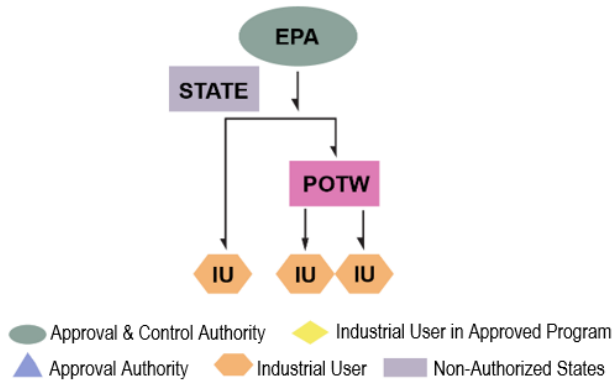 EPA
STATE
POTW
IU IU IU
Approval & Control Authority Industrial User in Approved Program
Approval Authority Industrial User Non-Authorized States